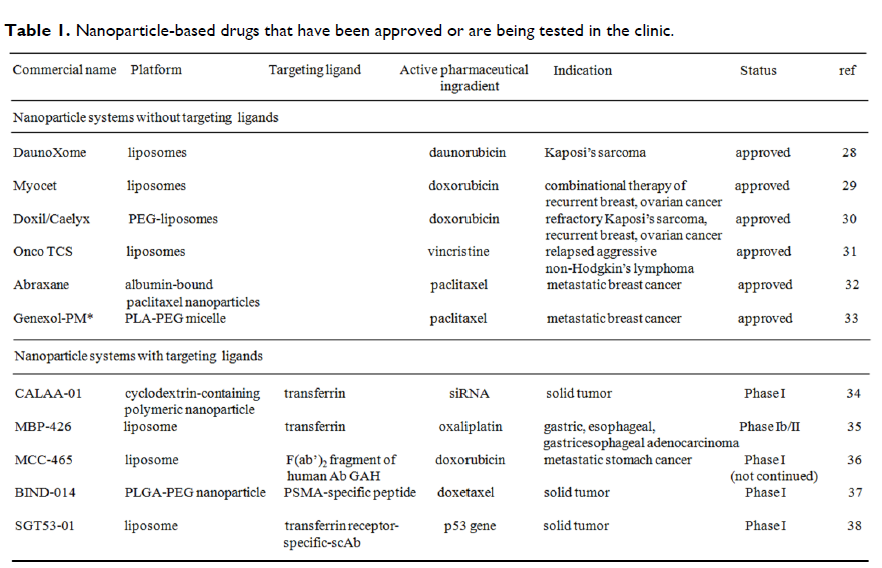 Table 1. Nanoparticle-based drugs that have been approved or are being tested in the clinic.
Commercial name Platform Targeting ligand Active pharmaceutical ingradient Indication Status ref
Nanoparticle systems without targeting ligands
DaunoXome liposomes daunorubicin Kaposi's sarcoma approved 28
Myocet liposomes doxorubicin combinational therapy of recurrent breast, ovarian cancer approved 29
Doxil/Caelyx PEG-liposomes doxorubicin refractory Kaposi's sarcoma, recurrent breast, ovarian cancer approved 30
Onco TCS liposomes vincristine relapsed aggressive non-Hodgkin's lymphoma approved 31
Abraxane albumin-bound paclitaxel nanoparticles paclitaxel metastatic breast cancer approved 32
Genexol-PM* PLA-PEG micelle paclitaxel metastatic breast cancer approved 33
Nanoparticle systems with targeting ligands
CALAA-01 cyclodextrin-containing polymeric nanoparticle transferrin siRNA solid tumor Phase I 34
MBP-426 liposome transferrin oxaliplatin gastric, esophageal, gastricesophageal adenocarcinoma Phase Ib/II 35
MCC-465 liposome F(ab')2 fragment of human Ab GAH doxorubicin metastatic stomach cancer Phase I (not continued) 36
BIND-014 PLGA-PEG nanoparticle PSMA-specific peptide doxetaxel solid tumor Phase I 37
SGT53-01 liposome transferrin receptor-specific-scAb p53 gene solid tumor Phase I 38